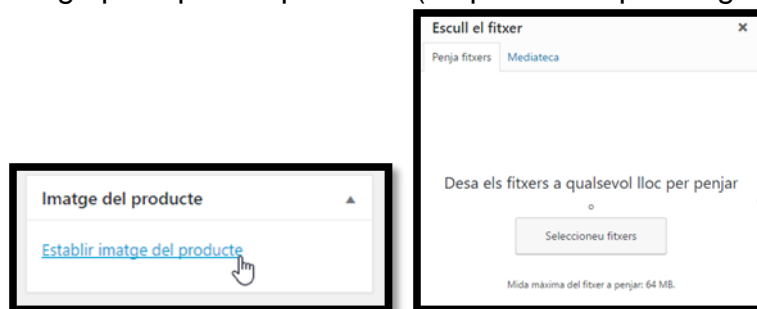 Escull el fitxer ×
Penja fitxers Mediateca
Desa els fitxers a qualsevol lloc per penjar
o
Seleccioneu fitxers
Mida màxima del fitxer a penjar: 64 MB.
Imatge del producte
Establir imatge del producte